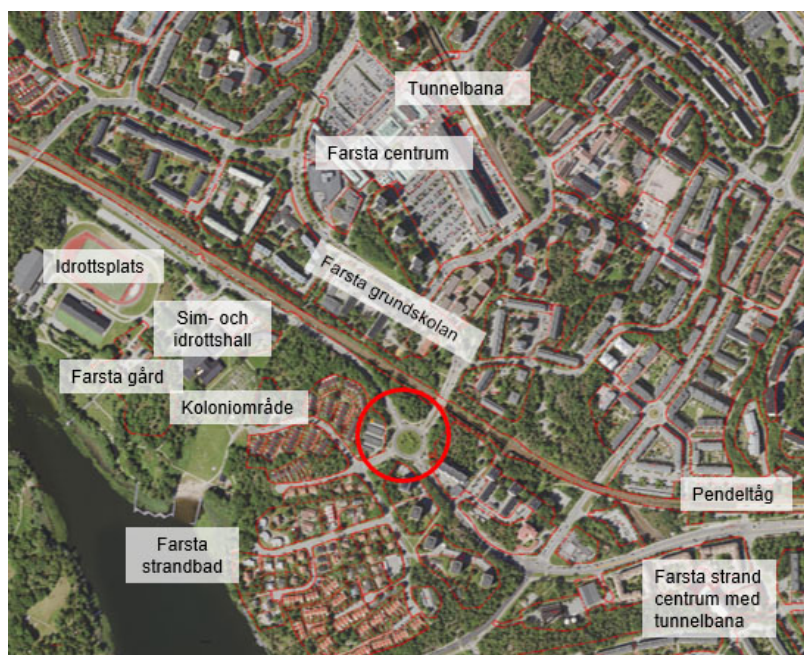 Tunnelbana
Farsta centrum
Idrottsplats
Farsta grundskolan
Sim- och
idrottshall
Farsta gård
Koloniområde
Pendeltåg
Farsta
strandbad
Farsta strand
centrum med
tunnelbana